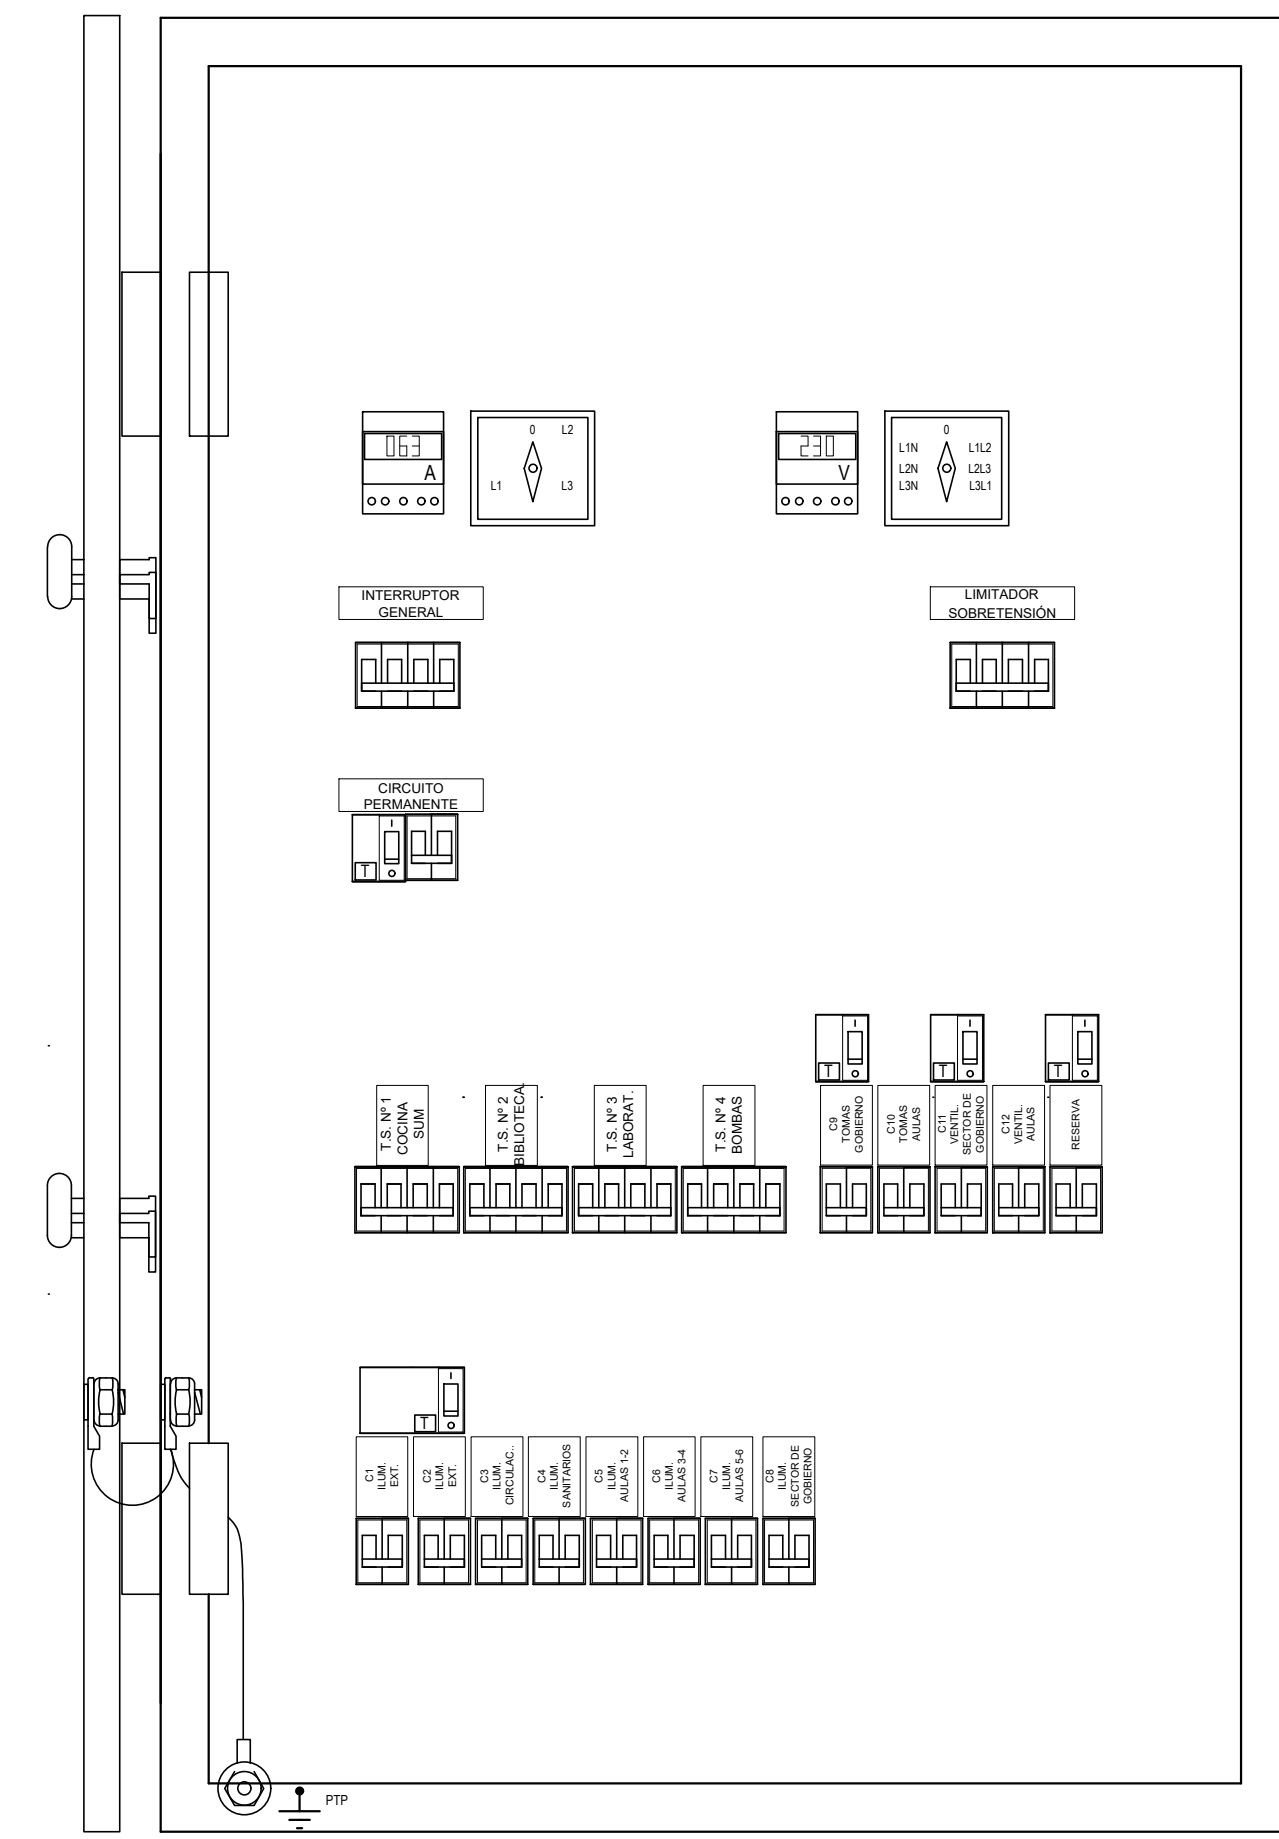 0 L2
063
A
L1 L3
0
230
V
L1N L1L2
L2N L2L3
L3N L3L1
INTERRUPTOR
GENERAL
LIMITADOR
SOBRETENSIÓN
CIRCUITO
PERMANENTE
I
T
I
T
I
T
I
T
T.S. Nº 1
COCINA
SUM
T.S. Nº 2
BIBLIOTECA.
T.S. Nº 3
LABORAT.
T.S. Nº 4
BOMBAS
C9
TOMAS
GOBIERNO
C10
TOMAS
AULAS
C11
VENTIL.
SECTOR DE
GOBIERNO
C12
VENTIL.
AULAS
RESERVA
I
T
C1
ILUM.
EXT.
C2
ILUM.
EXT.
C3
ILUM.
CIRCULAC..
C4
ILUM.
SANITARIOS
C5
ILUM.
AULAS 1-2
C6
ILUM.
AULAS 3-4
C7
ILUM.
AULAS 5-6
C8
ILUM.
SECTOR DE
GOBIERNO
PTP